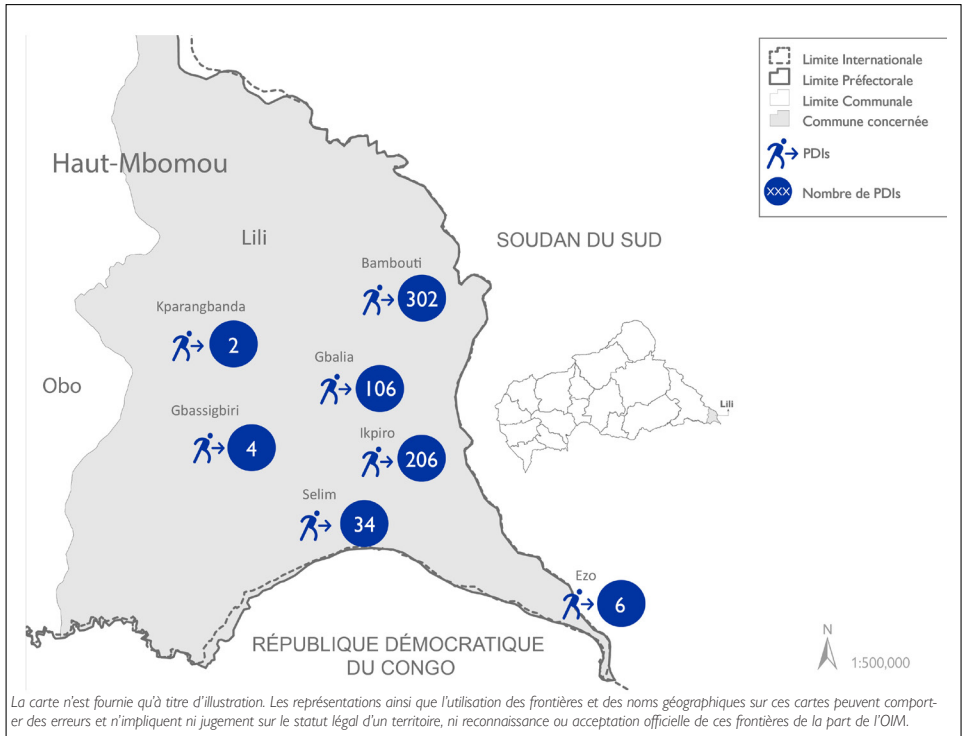 Limite Internationale
Limite Préfectorale
Limite Communale
Commune concernée
PDIs
XXX Nombre de PDIs
Haut-Mbomou
Lili
SOUDAN DU SUD
Bambouti
302
Kparangbanda
2
Gbalia
106
Obo
Lili
Gbassigbiri
4
Ikpiro
206
Selim
34
Ezo
6
RÉPUBLIQUE DÉMOCRATIQUE
DU CONGO
N
1:500,000
La carte n'est fournie qu'à titre d'illustration. Les représentations ainsi que l'utilisation des frontières et des noms géographiques sur ces cartes peuvent comport-
er des erreurs et n'impliquent ni jugement sur le statut légal d'un territoire, ni reconnaissance ou acceptation officielle de ces frontières de la part de l'OIM.